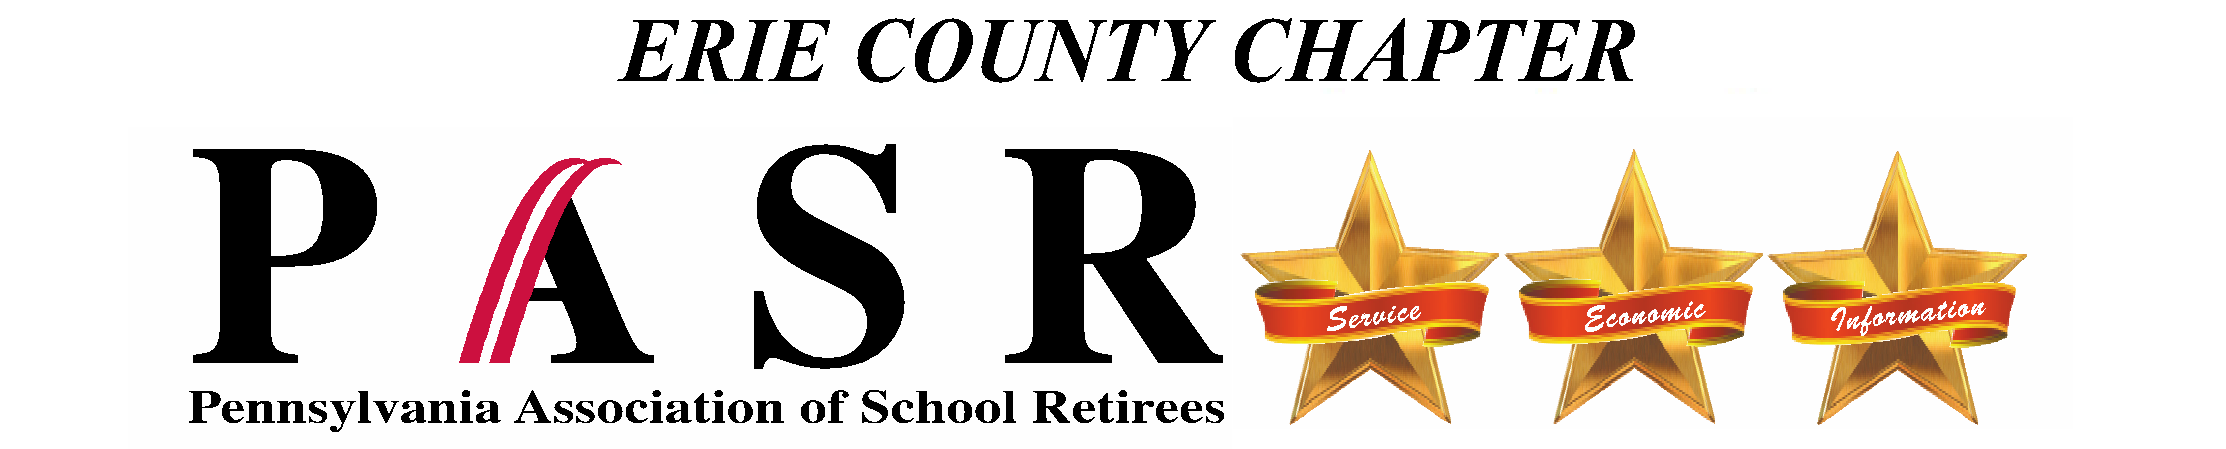 ERIE COUNTY CHAPTER
PASR
Service
Economic
Information
Pennsylvania Association of School Retirees